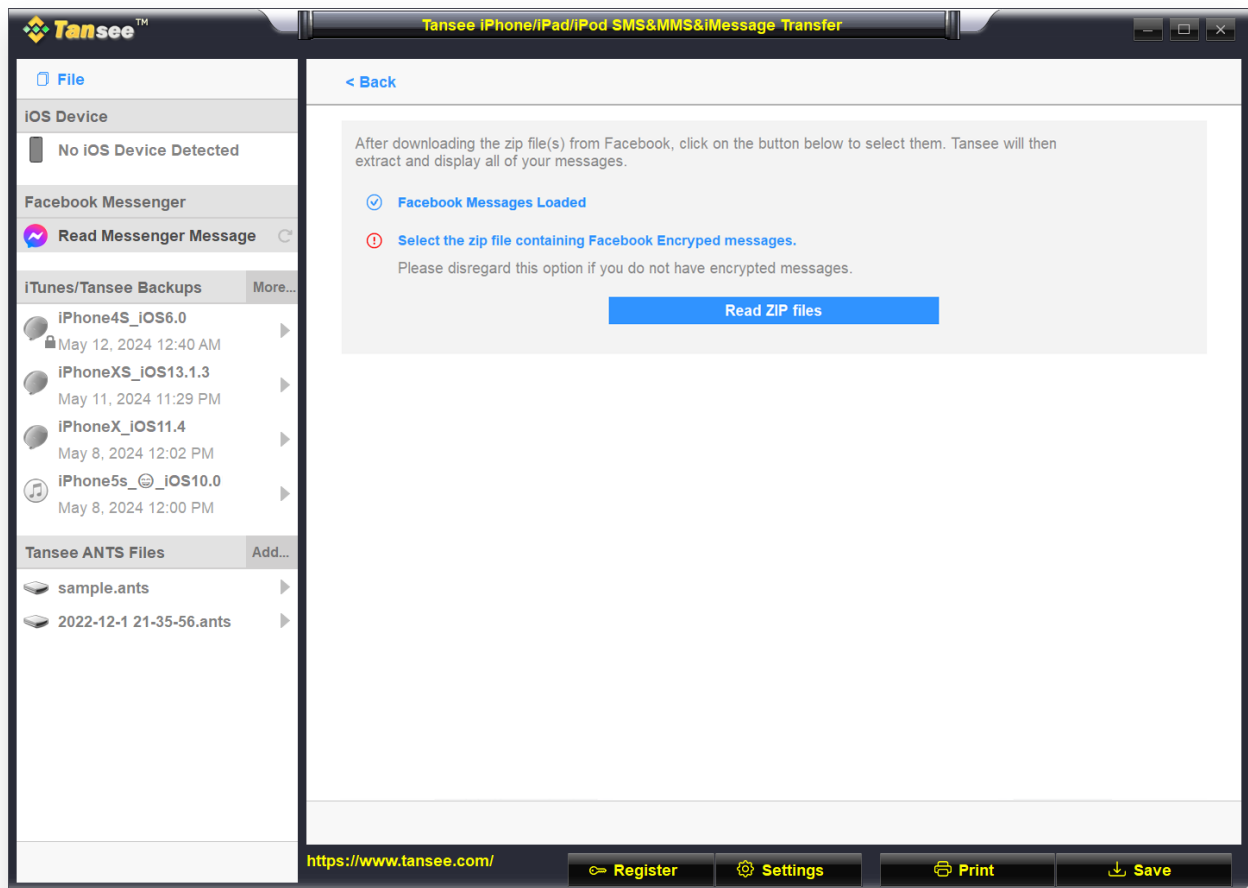 Tansee™
Tansee iPhone/iPad/iPod SMS&MMS&iMessage Transfer
File
iOS Device
No iOS Device Detected
Facebook Messenger
Read Messenger Message
iTunes/Tansee Backups More...
iPhone4S_iOS6.0
May 12, 2024 12:40 AM
iPhoneXS_iOS13.1.3
May 11, 2024 11:29 PM
iPhoneX_iOS11.4
May 8, 2024 12:02 PM
iPhone5s_😁_iOS10.0
May 8, 2024 12:00 PM
Tansee ANTS Files Add...
sample.ants
2022-12-1 21-35-56.ants
< Back
After downloading the zip file(s) from Facebook, click on the button below to select them. Tansee will then
extract and display all of your messages.
Facebook Messages Loaded
Select the zip file containing Facebook Encryped messages.
Please disregard this option if you do not have encrypted messages.
Read ZIP files
https://www.tansee.com/
Register
Settings
Print
Save